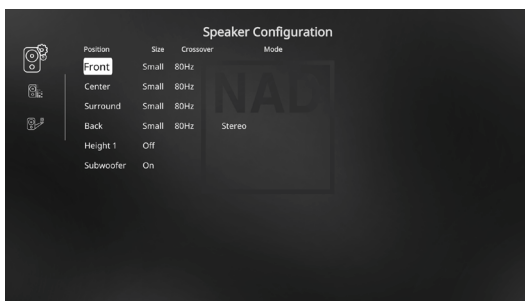 Speaker Configuration
Position Size Crossover Mode
Front Small 80Hz
Center Small 80Hz
Surround Small 80Hz
Back Small 80Hz Stereo
Height 1 Off
Subwoofer On
NAD